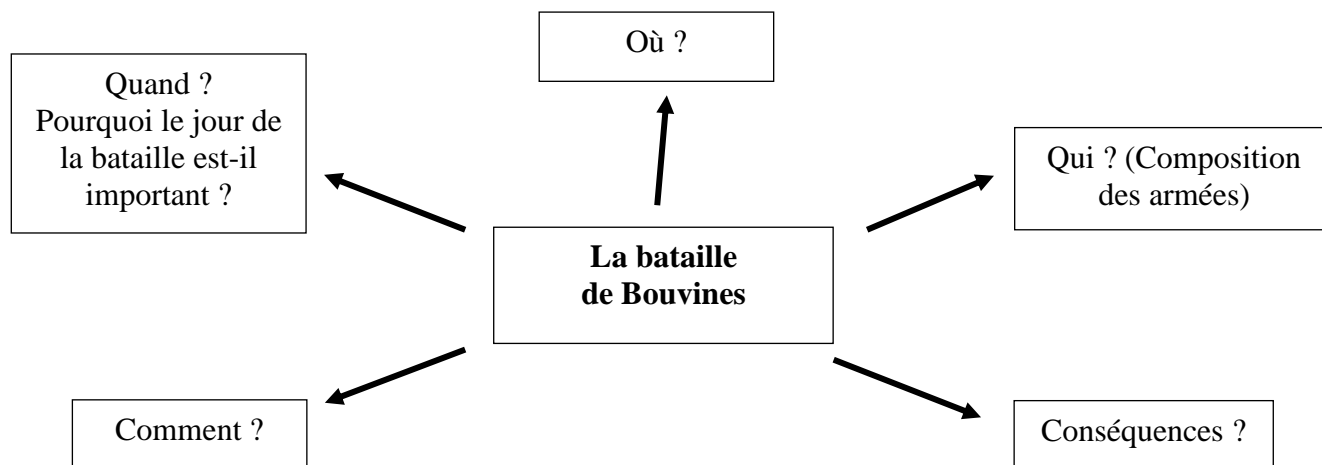 Où ?
Quand ?
Pourquoi le jour de
la bataille est-il
important ?
Qui ? (Composition
des armées)
La bataille
de Bouvines
Comment ?
Conséquences ?